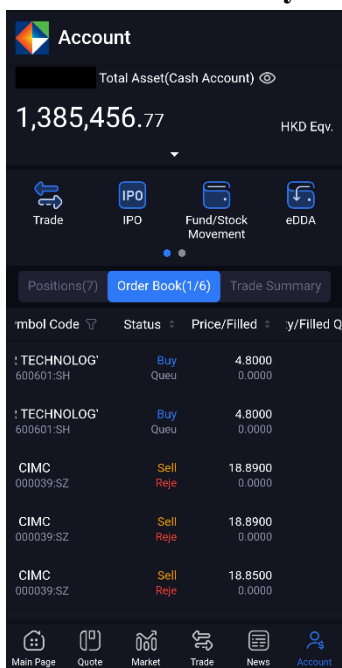 Account
Total Asset(Cash Account)
1,385,456.77 HKD Eqv.
Trade IPO Fund/Stock Movement eDDA
IPO
Positions(7) Order Book(1/6) Trade Summary
mbol Code Status Price/Filled y/Filled Q
TECHNOLOG Buy 4.8000
600601:SH Queu 0.0000
TECHNOLOG Buy 4.8000
600601:SH Queu 0.0000
CIMC Sell 18.8900
000039:SZ Reje 0.0000
CIMC Sell 18.8900
000039:SZ Reje 0.0000
CIMC Sell 18.8500
000039:SZ Reje 0.0000
Main Page Quote Market Trade News Account